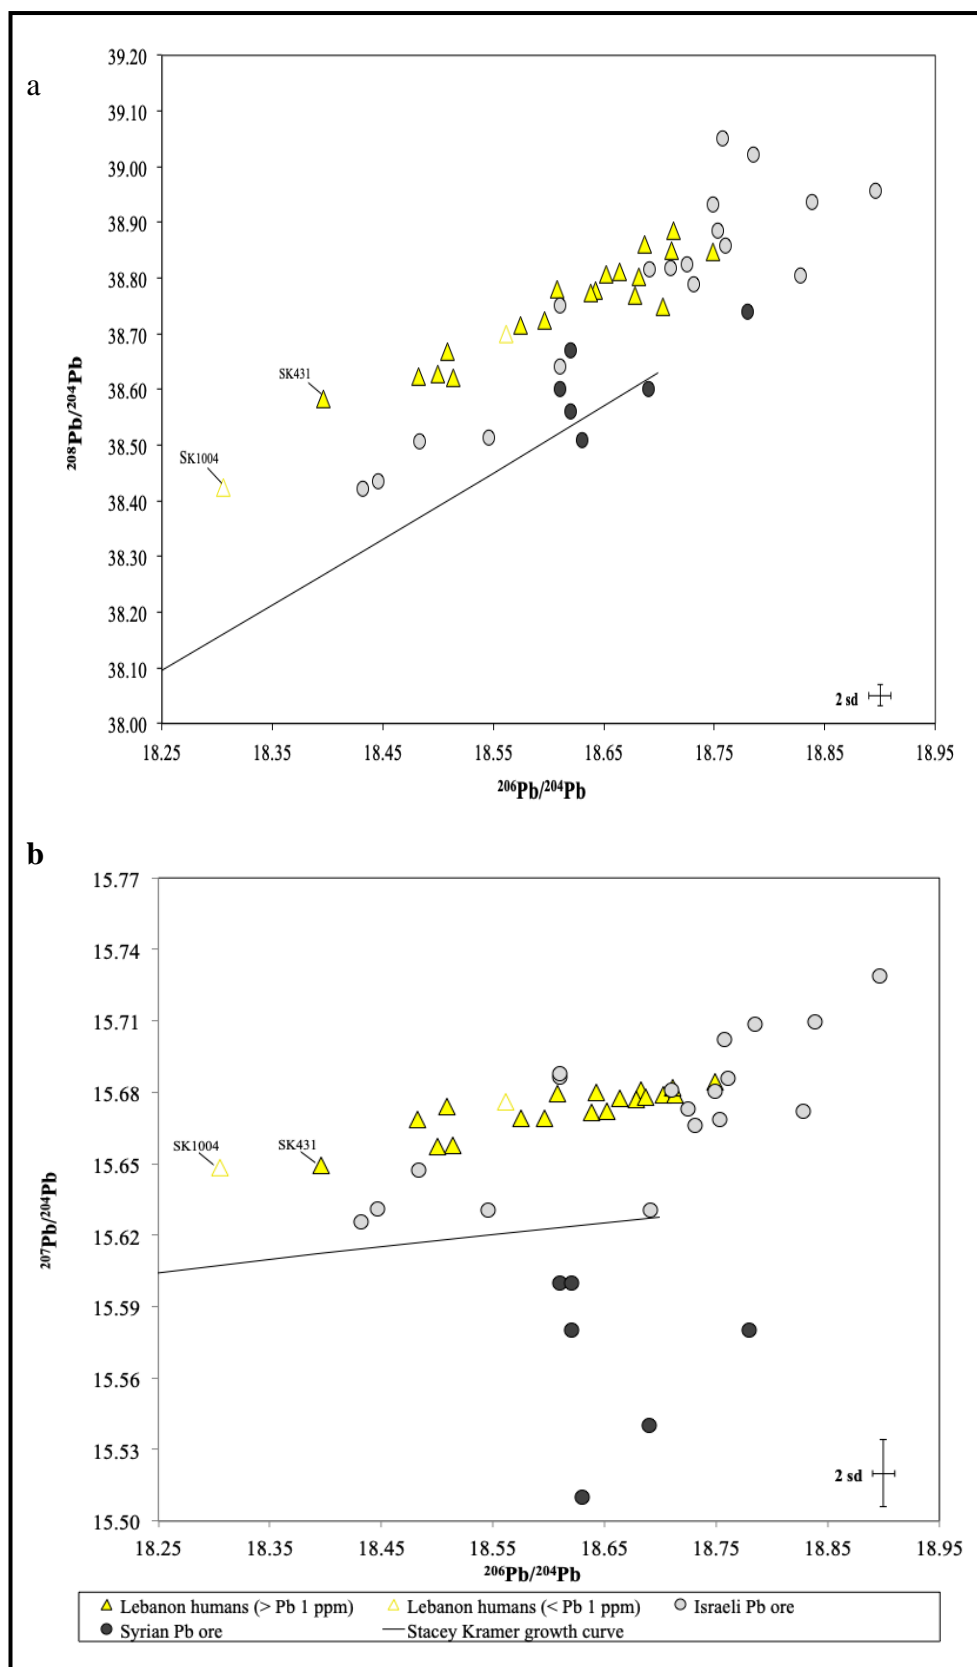 a
39.20
39.10
39.00
38.90
38.80
38.70
38.60
38.50
38.40
38.30
38.20
38.10
38.00
²⁰⁸Pb/²⁰⁴Pb
SK431
SK1004
2 sd
18.25 18.35 18.45 18.55 18.65 18.75 18.85 18.95
²⁰⁶Pb/²⁰⁴Pb
b
15.77
15.74
15.71
15.68
15.65
15.62
15.59
15.56
15.53
15.50
²⁰⁷Pb/²⁰⁴Pb
SK1004 SK431
2 sd
18.25 18.35 18.45 18.55 18.65 18.75 18.85 18.95
²⁰⁶Pb/²⁰⁴Pb
Lebanon humans (> Pb 1 ppm) Lebanon humans (< Pb 1 ppm) Israeli Pb ore
Syrian Pb ore Stacey Kramer growth curve